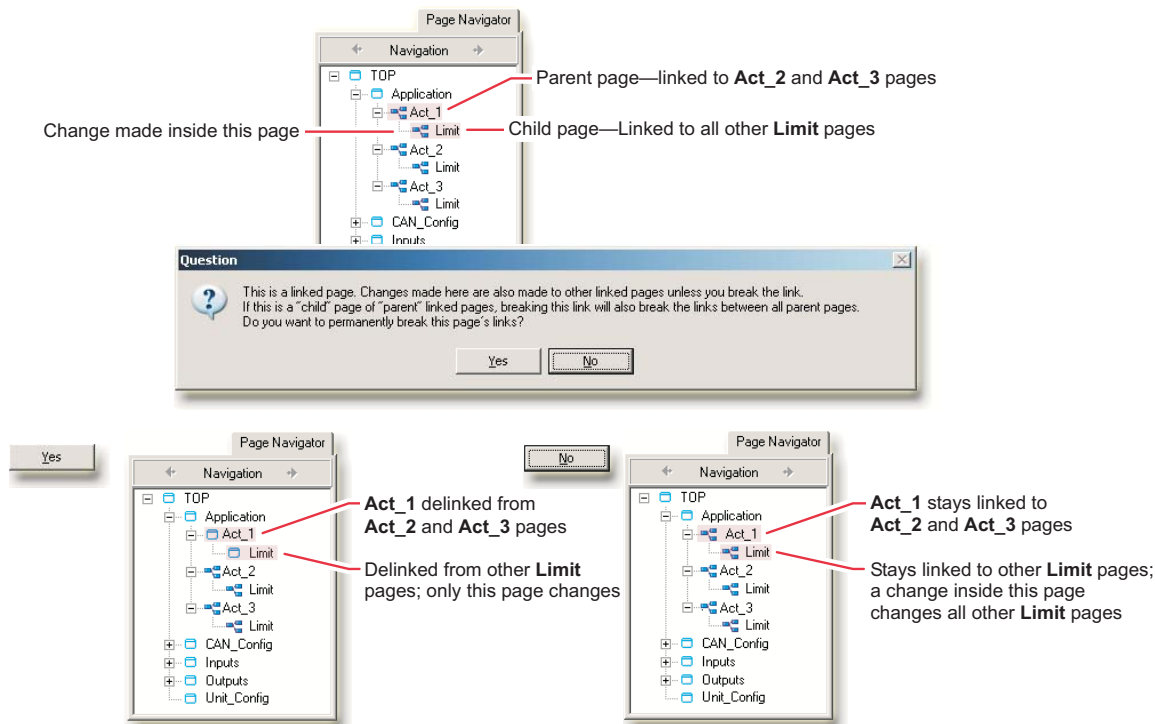 Page Navigator
Navigation
TOP
Application
Act_1
Limit
Act_2
Limit
Act_3
Limit
CAN_Config
Inputs
Parent page—linked to Act_2 and Act_3 pages
Change made inside this page
Child page—Linked to all other Limit pages
Question
This is a linked page. Changes made here are also made to other linked pages unless you break the link.
If this is a "child" page of "parent" linked pages, breaking this link will also break the links between all parent pages.
Do you want to permanently break this page's links?
Yes
No
Yes
Page Navigator
Navigation
TOP
Application
Act_1
Limit
Act_2
Limit
Act_3
Limit
CAN_Config
Inputs
Outputs
Unit_Config
Act_1 delinked from
Act_2 and Act_3 pages
Delinked from other Limit
pages; only this page changes
No
Page Navigator
Navigation
TOP
Application
Act_1
Limit
Act_2
Limit
Act_3
Limit
CAN_Config
Inputs
Outputs
Unit_Config
Act_1 stays linked to
Act_2 and Act_3 pages
Stays linked to other Limit pages;
a change inside this page
changes all other Limit pages